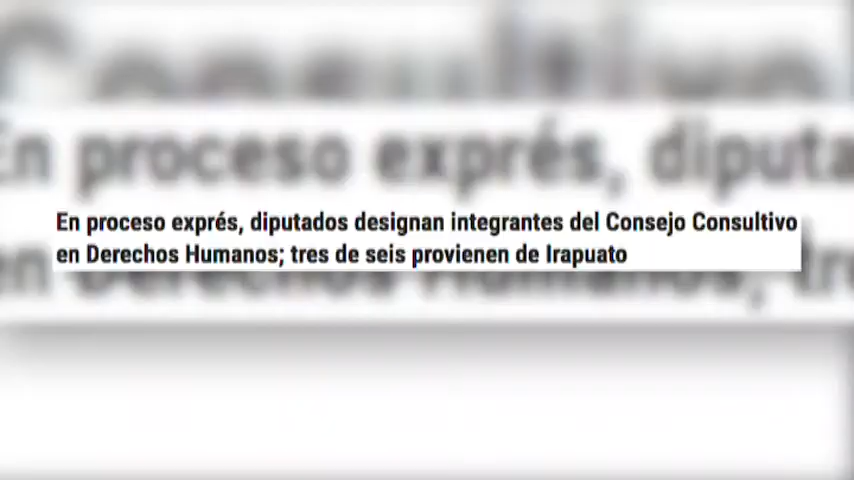 En proceso exprés, diputados designan integrantes del Consejo Consultivo
en Derechos Humanos; tres de seis provienen de Irapuato